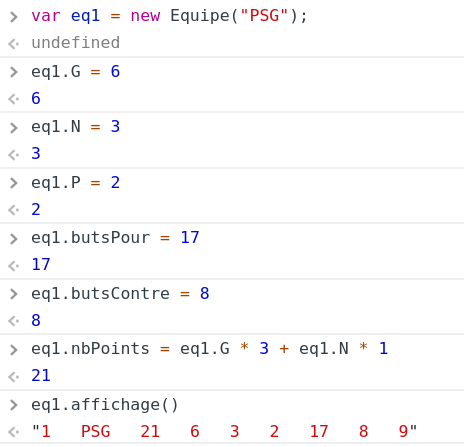 var eq1 = new Equipe("PSG");
undefined
eq1.G = 6
6
eq1.N = 3
3
eq1.P = 2
2
eq1.butsPour = 17
17
eq1.butsContre = 8
8
eq1.nbPoints = eq1.G * 3 + eq1.N * 1
21
eq1.affichage()
"1   PSG   21   6   3   2   17   8   9"